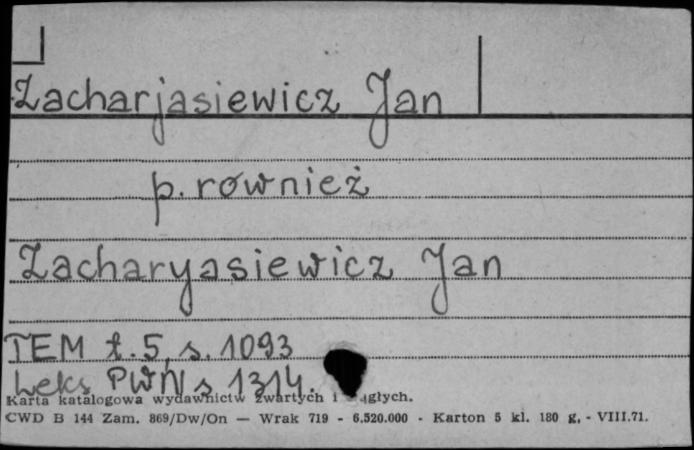 Zacharjasiewicz Jan
p. rownież
Zacharyasiewicz Jan
TEM t. 5, s. 1093
Leks PWN s 1314.
Karta katalogowa wydawnictw zwartych i
CWD B 144 Zam. 869/Dw/On — Wrak 719 - 6.520.000 - Karton 5 kl. 180 g. - VIII.71.